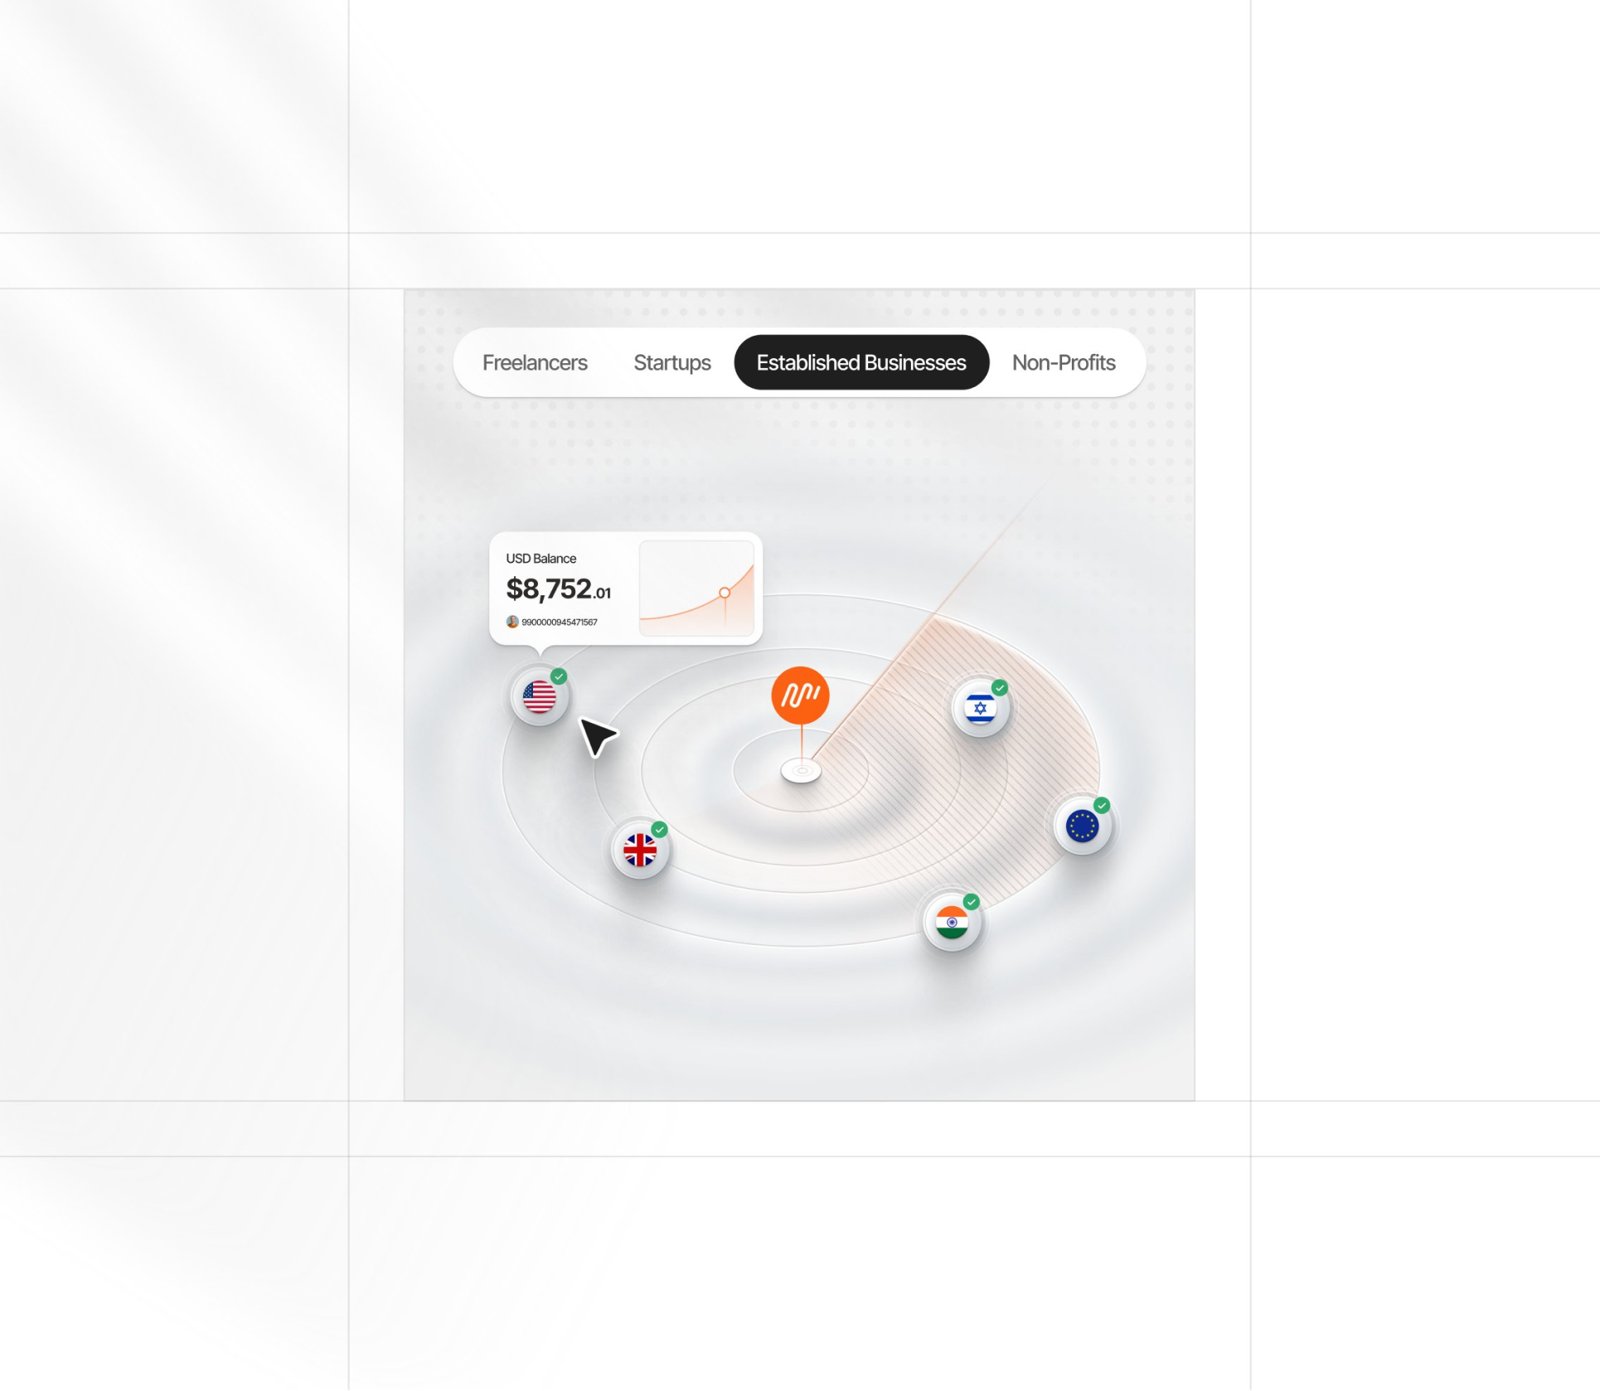 Freelancers
Startups
Established Businesses
Non-Profits
USD Balance
$8,752.01
9900000945471567